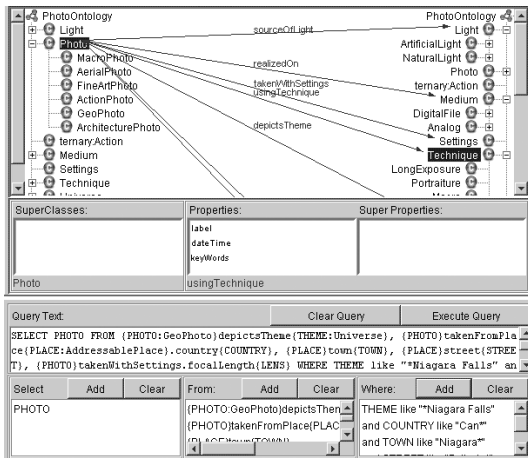 PhotoOntology
Light
Photo
MacroPhoto
AerialPhoto
FineArtPhoto
ActionPhoto
GeoPhoto
ArchitecturePhoto
ternary:Action
Medium
Settings
Technique
sourceOfLight
realizedOn
takenWithSettings
usingTechnique
depictsTheme
PhotoOntology
Light
ArtificialLight
NaturalLight
Photo
ternary:Action
Medium
DigitalFile
Analog
Settings
Technique
LongExposure
Portraiture
SuperClasses:
Properties:
Super Properties:
label
dateTime
keyWords
Photo
usingTechnique
Query Text:
Clear Query
Execute Query
SELECT PHOTO FROM {PHOTO:GeoPhoto}depictsTheme{THEME:Universe}, {PHOTO}takenFromPla
ce{PLACE:AddressablePlace}.country{COUNTRY}, {PLACE}town{TOWN}, {PLACE}street{STREE
T}, {PHOTO}takenWithSettings.focalLength{LENS} WHERE THEME like "*Niagara Falls" an
Select
Add
Clear
From:
Add
Clear
Where:
Add
Clear
PHOTO
{PHOTO:GeoPhoto}depictsThem
{PHOTO}takenFromPlace{PLAC
{PLACE}town{TOWN}
THEME like "*Niagara Falls"
and COUNTRY like "Can*"
and TOWN like "Niagara*"